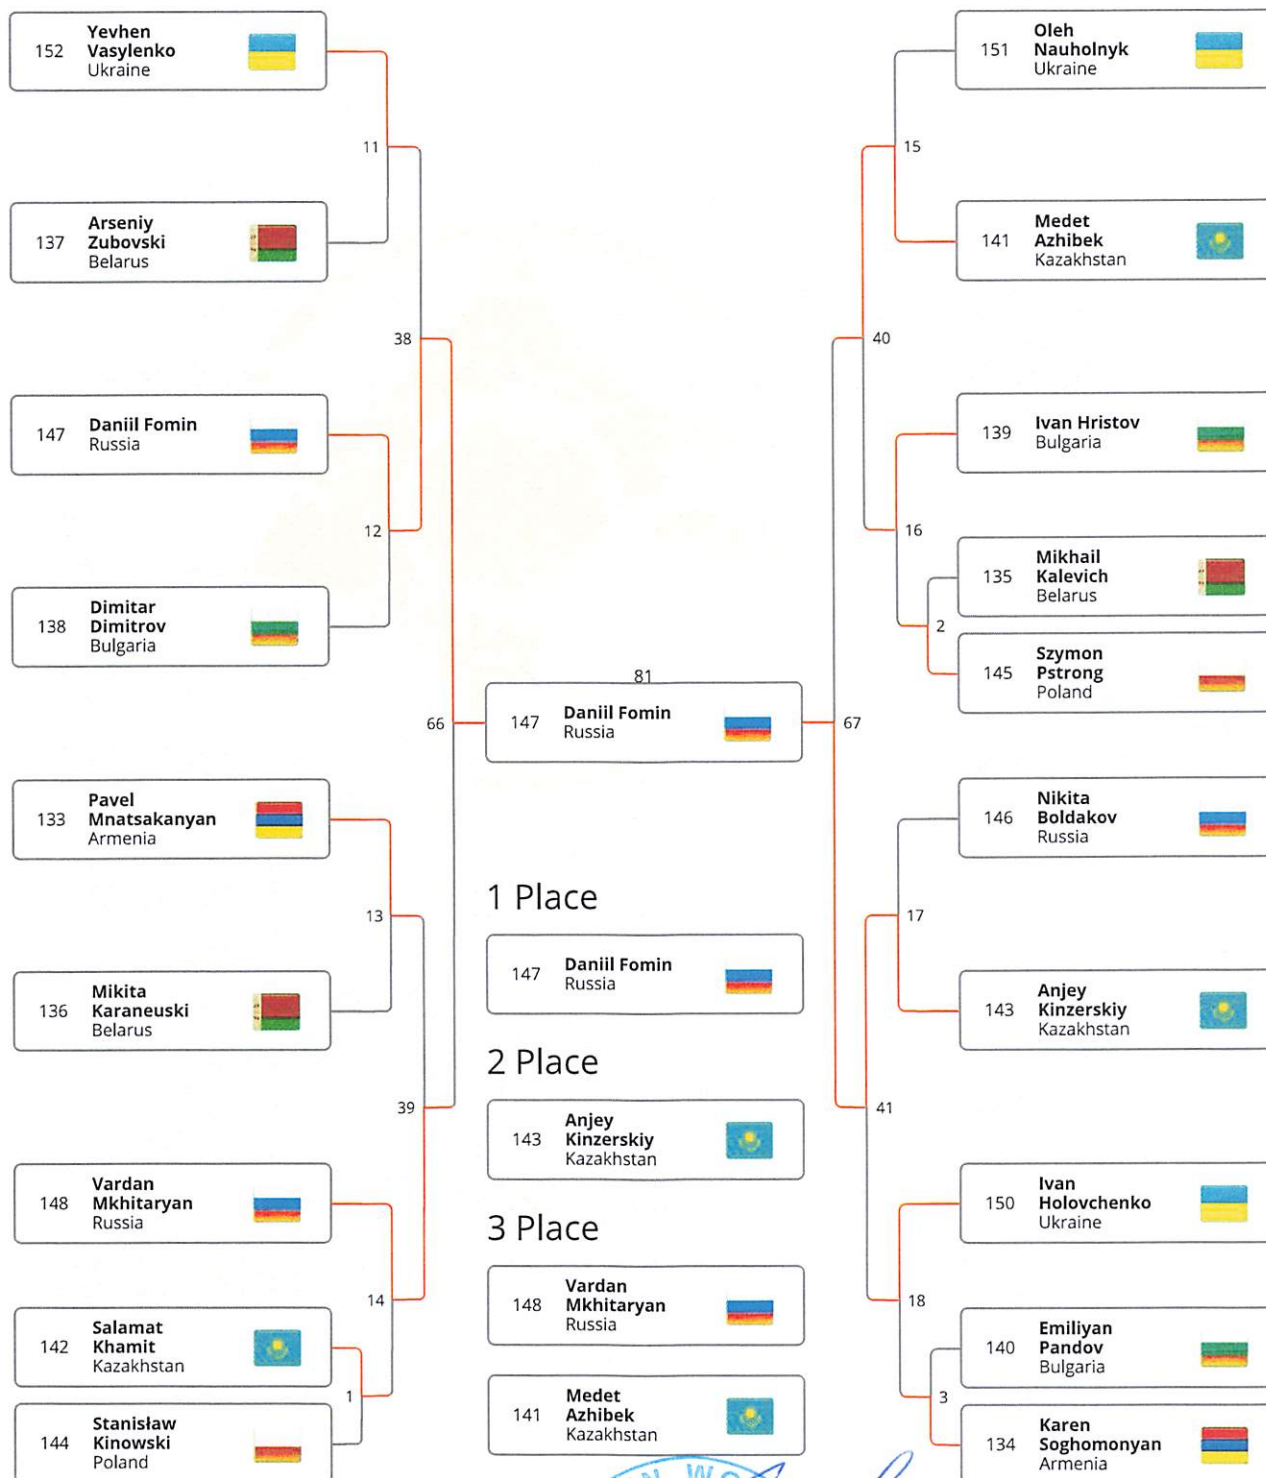 152
Yevhen
Vasylenko
Ukraine
11
137
Arseniy
Zubovski
Belarus
38
147
Daniil Fomin
Russia
12
138
Dimitar
Dimitrov
Bulgaria
66
133
Pavel
Mnatsakanyan
Armenia
13
136
Mikita
Karaneuski
Belarus
39
148
Vardan
Mkhitaryan
Russia
14
142
Salamat
Khamit
Kazakhstan
1
144
Stanisław
Kinowski
Poland
81
147
Daniil Fomin
Russia
1 Place
147
Daniil Fomin
Russia
2 Place
143
Anjey
Kinzerskiy
Kazakhstan
3 Place
148
Vardan
Mkhitaryan
Russia
141
Medet
Azhibek
Kazakhstan
151
Oleh
Nauholnyk
Ukraine
15
141
Medet
Azhibek
Kazakhstan
40
139
Ivan Hristov
Bulgaria
16
135
Mikhail
Kalevich
Belarus
2
145
Szymon
Pstrong
Poland
67
146
Nikita
Boldakov
Russia
17
143
Anjey
Kinzerskiy
Kazakhstan
41
150
Ivan
Holovchenko
Ukraine
18
140
Emiliyan
Pandov
Bulgaria
3
134
Karen
Soghomonyan
Armenia